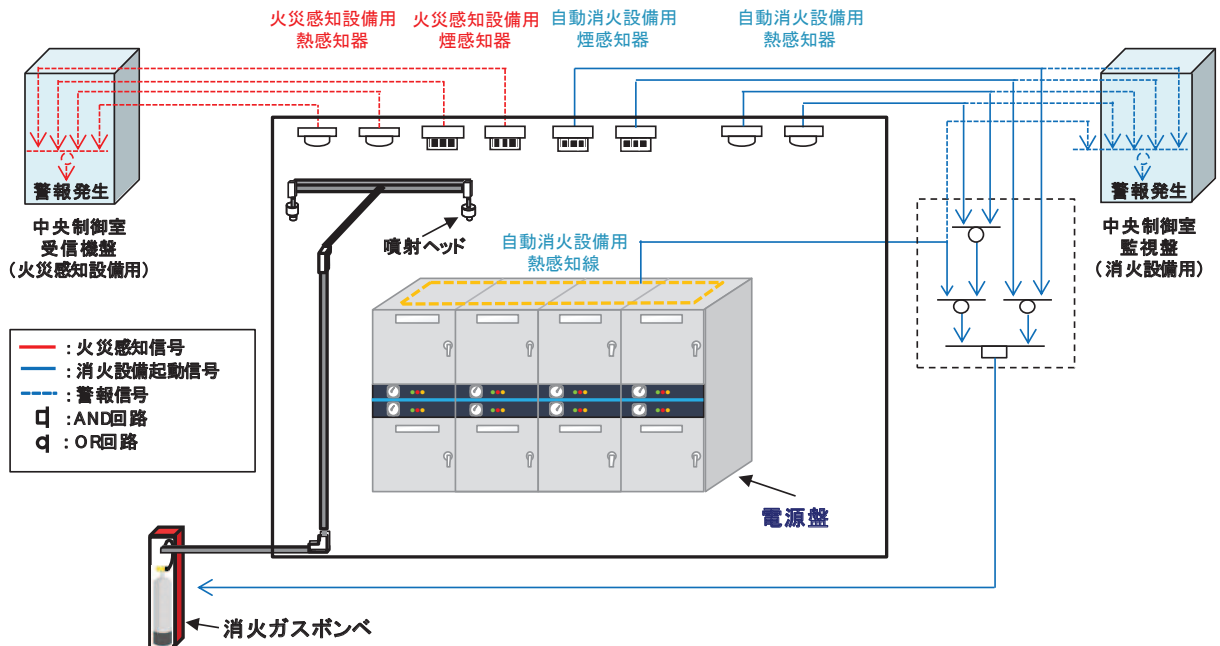 火災感知設備用
熱感知器
火災感知設備用
煙感知器
自動消火設備用
煙感知器
自動消火設備用
熱感知器
警報発生
中央制御室
受信機盤
(火災感知設備用)
警報発生
中央制御室
監視盤
(消火設備用)
噴射ヘッド
自動消火設備用
熱感知線
:火災感知信号
:消火設備起動信号
:警報信号
:AND回路
:OR回路
電源盤
消火ガスボンベ